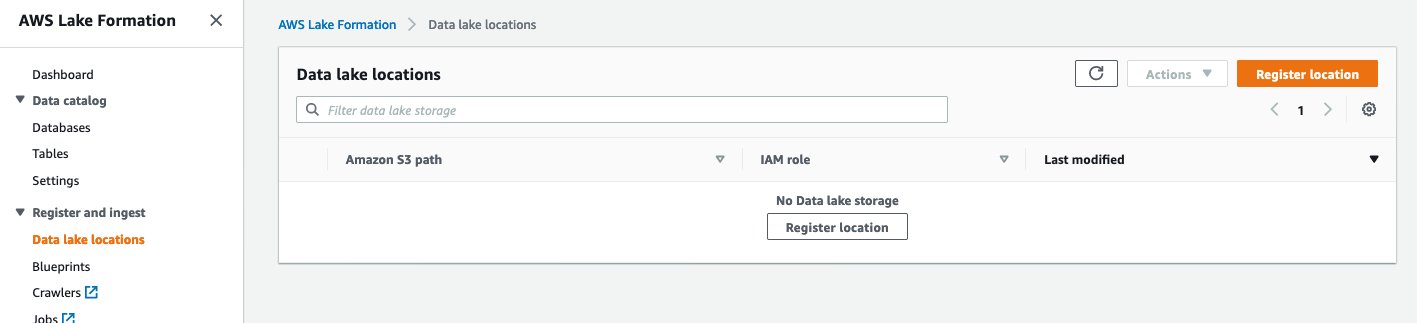 AWS Lake Formation
Dashboard
Data catalog
Databases
Tables
Settings
Register and ingest
Data lake locations
Blueprints
Crawlers
Jobs
AWS Lake Formation > Data lake locations
Data lake locations
Actions
Register location
Filter data lake storage
1
Amazon S3 path
IAM role
Last modified
No Data lake storage
Register location